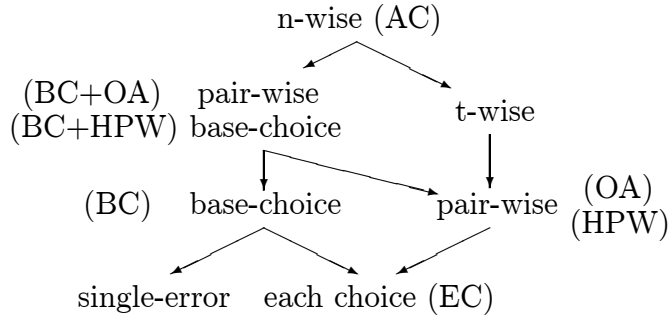 n-wise (AC)
(BC+OA) pair-wise
(BC+HPW) base-choice
t-wise
(BC) base-choice
pair-wise (OA)
(HPW)
single-error each choice (EC)